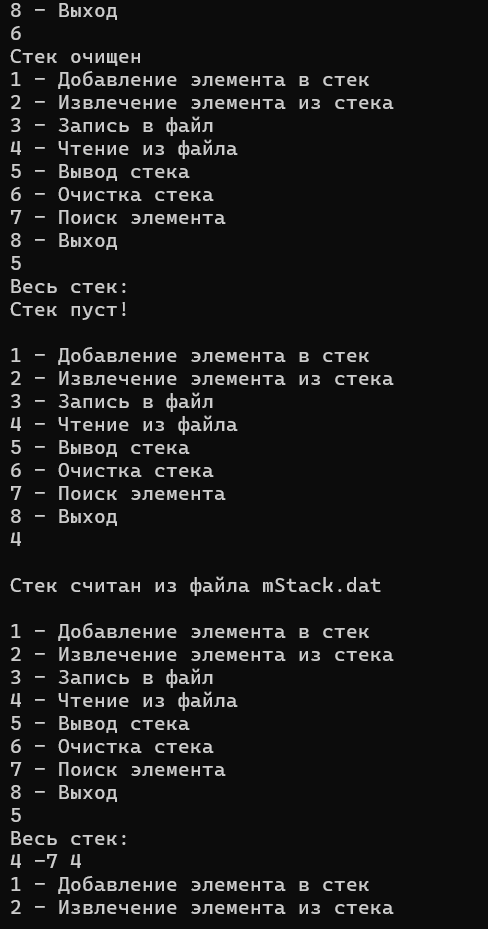 8 - Выход
6
Стек очищен
1 - Добавление элемента в стек
2 - Извлечение элемента из стека
3 - Запись в файл
4 - Чтение из файла
5 - Вывод стека
6 - Очистка стека
7 - Поиск элемента
8 - Выход
5
Весь стек:
Стек пуст!
1 - Добавление элемента в стек
2 - Извлечение элемента из стека
3 - Запись в файл
4 - Чтение из файла
5 - Вывод стека
6 - Очистка стека
7 - Поиск элемента
8 - Выход
4
Стек считан из файла mStack.dat
1 - Добавление элемента в стек
2 - Извлечение элемента из стека
3 - Запись в файл
4 - Чтение из файла
5 - Вывод стека
6 - Очистка стека
7 - Поиск элемента
8 - Выход
5
Весь стек:
4 -7 4
1 - Добавление элемента в стек
2 - Извлечение элемента из стека